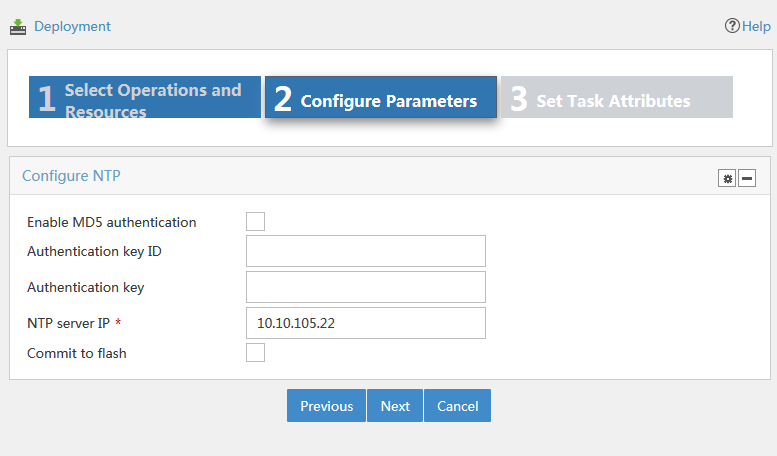 Deployment
Help
1 Select Operations and
Resources
2 Configure Parameters
3 Set Task Attributes
Configure NTP
Enable MD5 authentication
Authentication key ID
Authentication key
NTP server IP * 10.10.105.22
Commit to flash
Previous Next Cancel